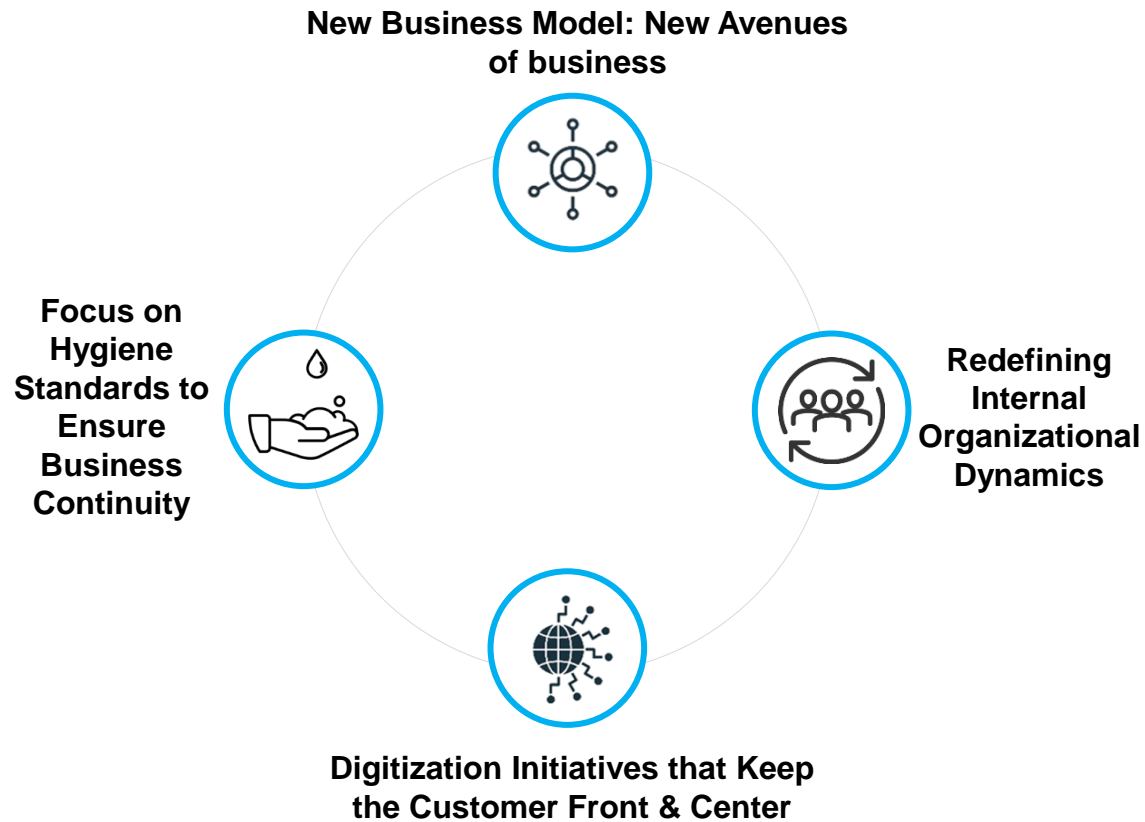 New Business Model: New Avenues
of business
Focus on
Hygiene
Standards to
Ensure
Business
Continuity
Redefining
Internal
Organizational
Dynamics
Digitization Initiatives that Keep
the Customer Front & Center